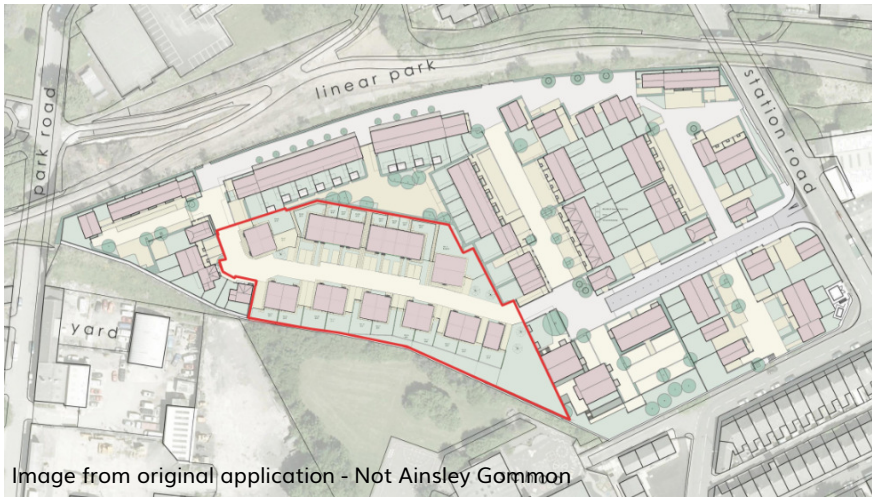 linear park
park road
station road
yard
Image from original application - Not Ainsley Gommon